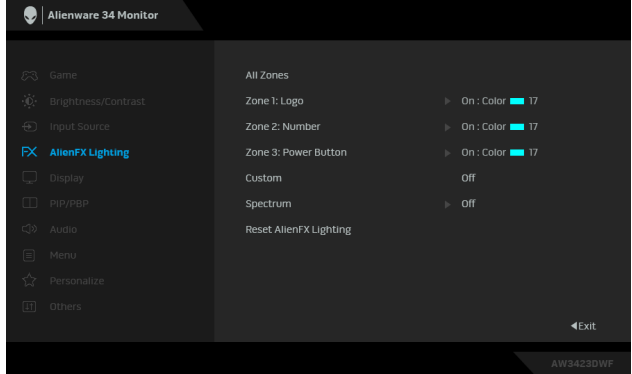 Alienware 34 Monitor
Game
All Zones
Brightness/Contrast
Zone 1: Logo
On : Color 17
Input Source
Zone 2: Number
On : Color 17
FX
AlienFX Lighting
Zone 3: Power Button
On : Color 17
Display
Custom
Off
PIP/PBP
Spectrum
Off
Audio
Reset AlienFX Lighting
Menu
Personalize
Others
Exit
AW3423DWF